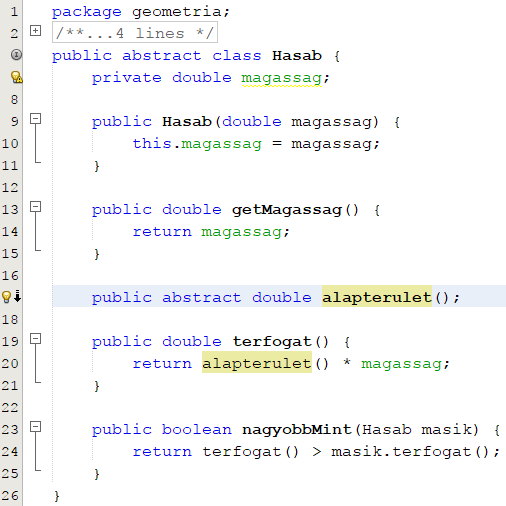 1 package geometria;
2 /**...4 lines */
public abstract class Hasab {
private double magassag;
8
9 public Hasab(double magassag) {
10 this.magassag = magassag;
11 }
12
13 public double getMagassag() {
14 return magassag;
15 }
16
public abstract double alapterulet();
18
19 public double terfogat() {
20 return alapterulet() * magassag;
21 }
22
23 public boolean nagyobbMint(Hasab masik) {
24 return terfogat() > masik.terfogat();
25 }
26 }